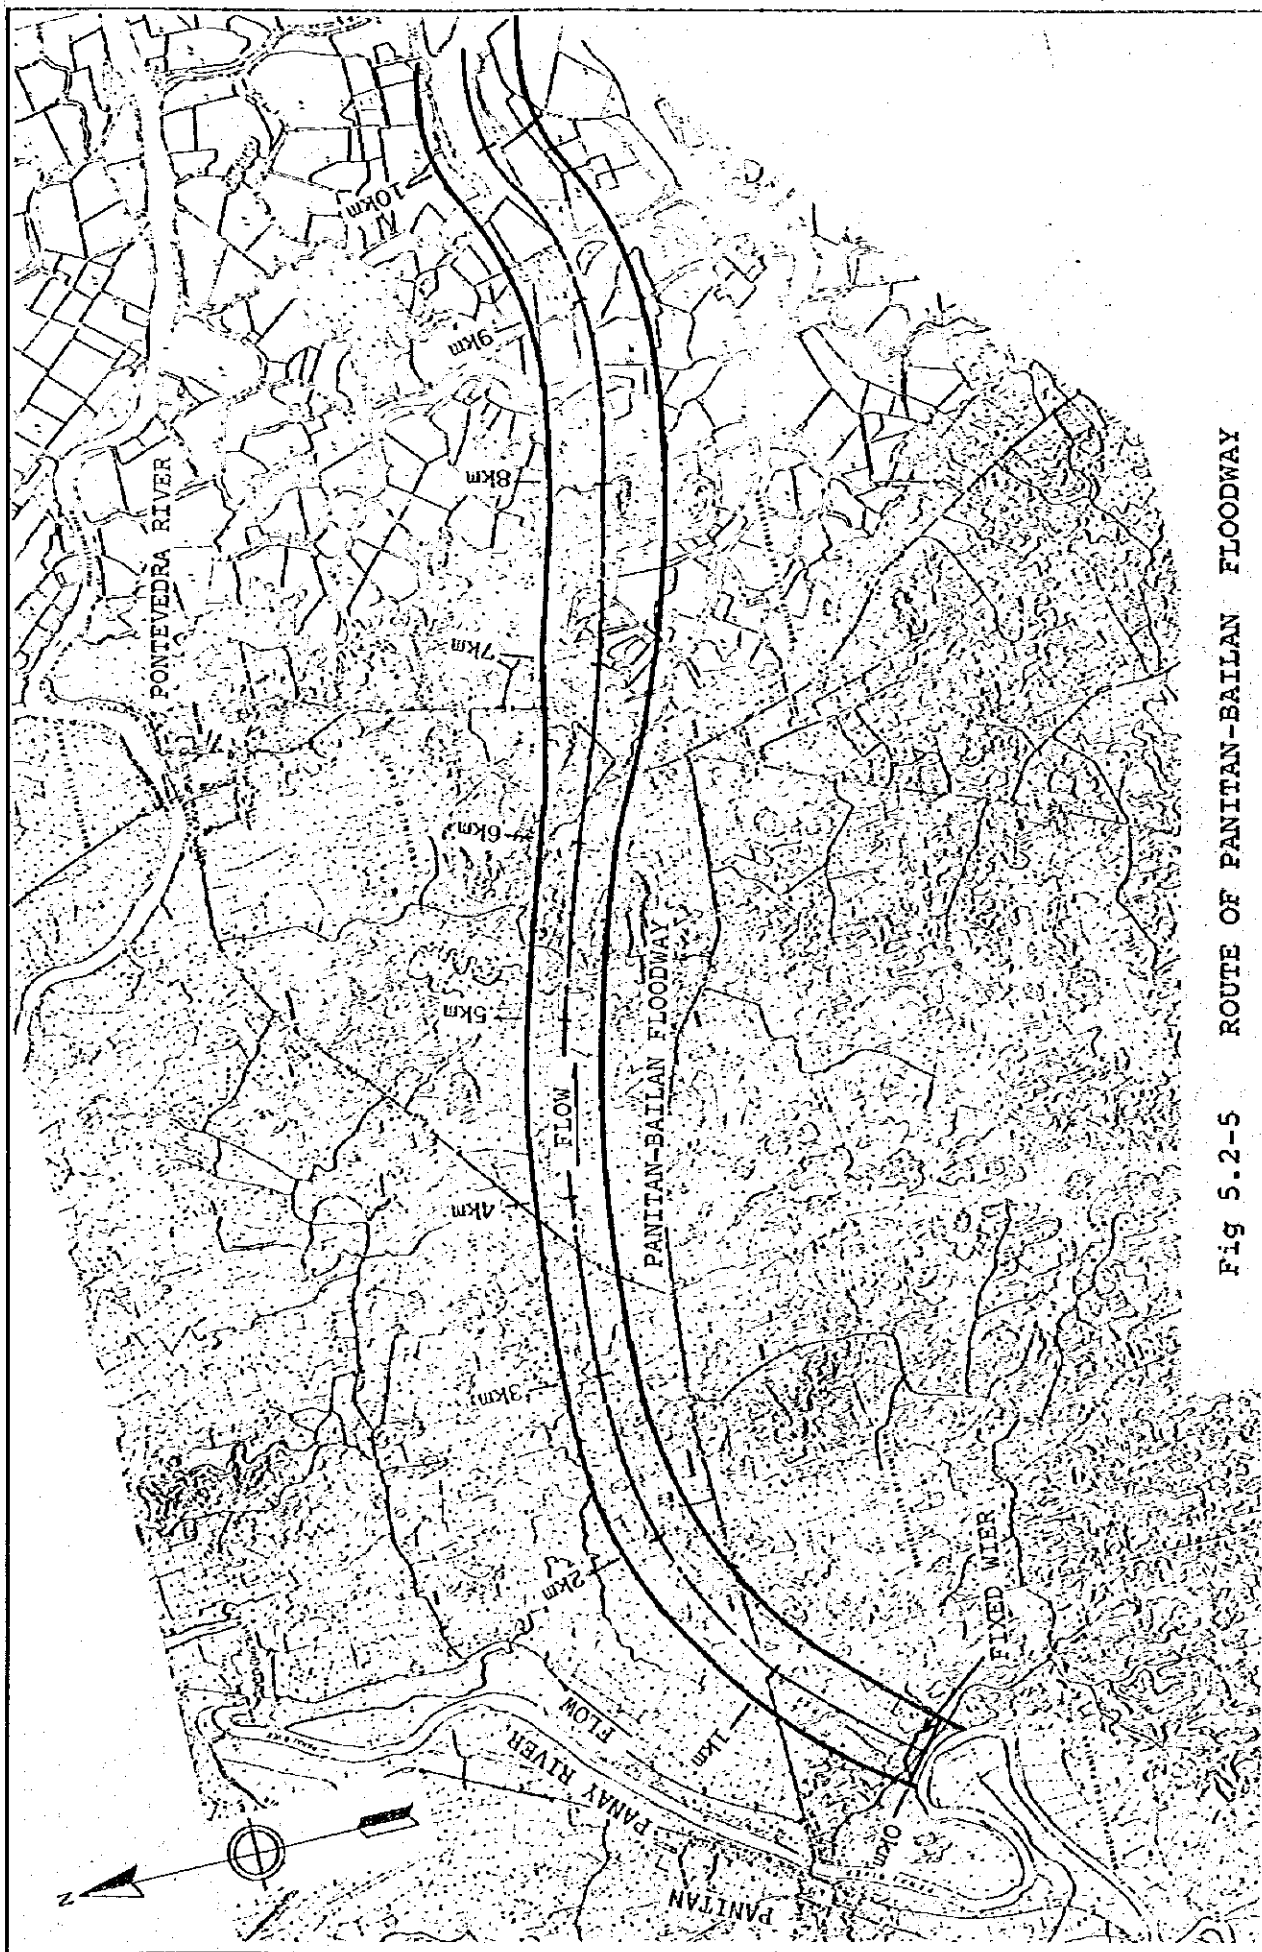 N
PONTEVEDRA RIVER
PANITAN-BAILAN FLOODWAY
FLOW
PANAY RIVER
FLOW
PANITAN
FIXED WIER
0km
1km
2km
3km
4km
5km
6km
7km
8km
9km
10km
Fig 5.2-5 ROUTE OF PANITAN-BAILAN FLOODWAY